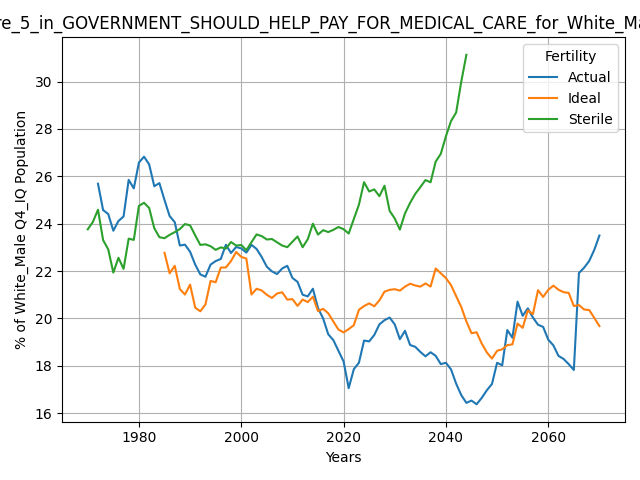 re_5_in_GOVERNMENT_SHOULD_HELP_PAY_FOR_MEDICAL_CARE_for_White_Ma
Fertility
Actual
Ideal
Sterile
% of White_Male Q4_IQ Population
30
28
26
24
22
20
18
16
1980 2000 2020 2040 2060
Years